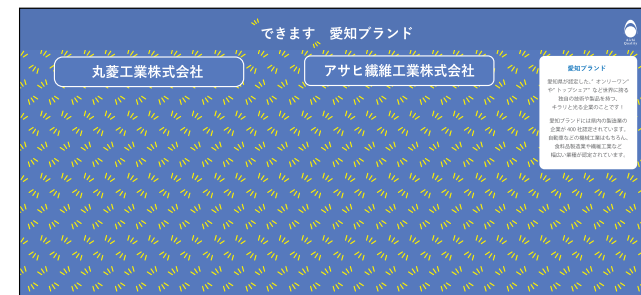 できます　愛知ブランド
丸菱工業株式会社
アサヒ繊維工業株式会社
愛知ブランド
愛知県が認定した、“オンリーワン”
や“トップシェア”など世界に誇る
独自の技術や製品を持つ、
キラリと光る企業のことです！
愛知ブランドには県内の製造業の
企業が400社認定されています。
自動車などの機械工業はもちろん、
食料品製造業や繊維工業など
幅広い業種が認定されています。